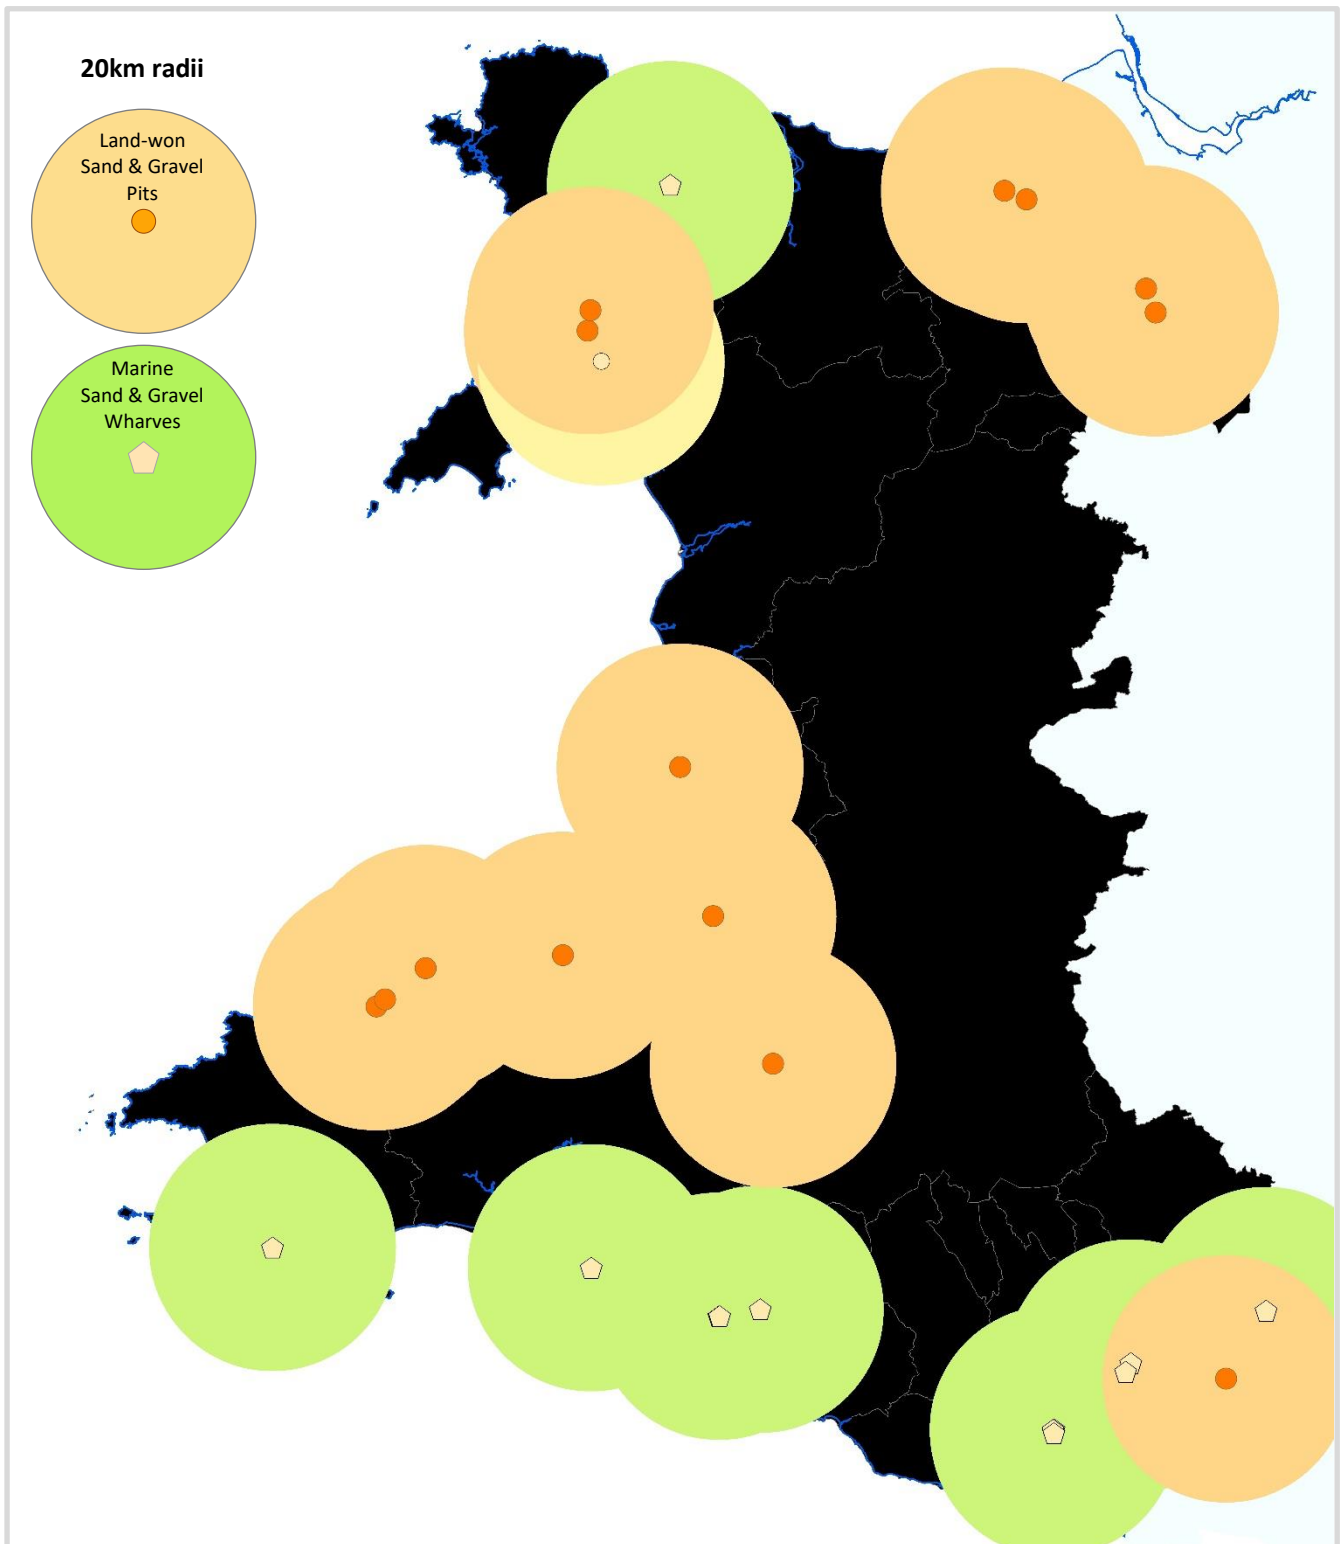 20km radii
Land-won
Sand & Gravel
Pits
Marine
Sand & Gravel
Wharves